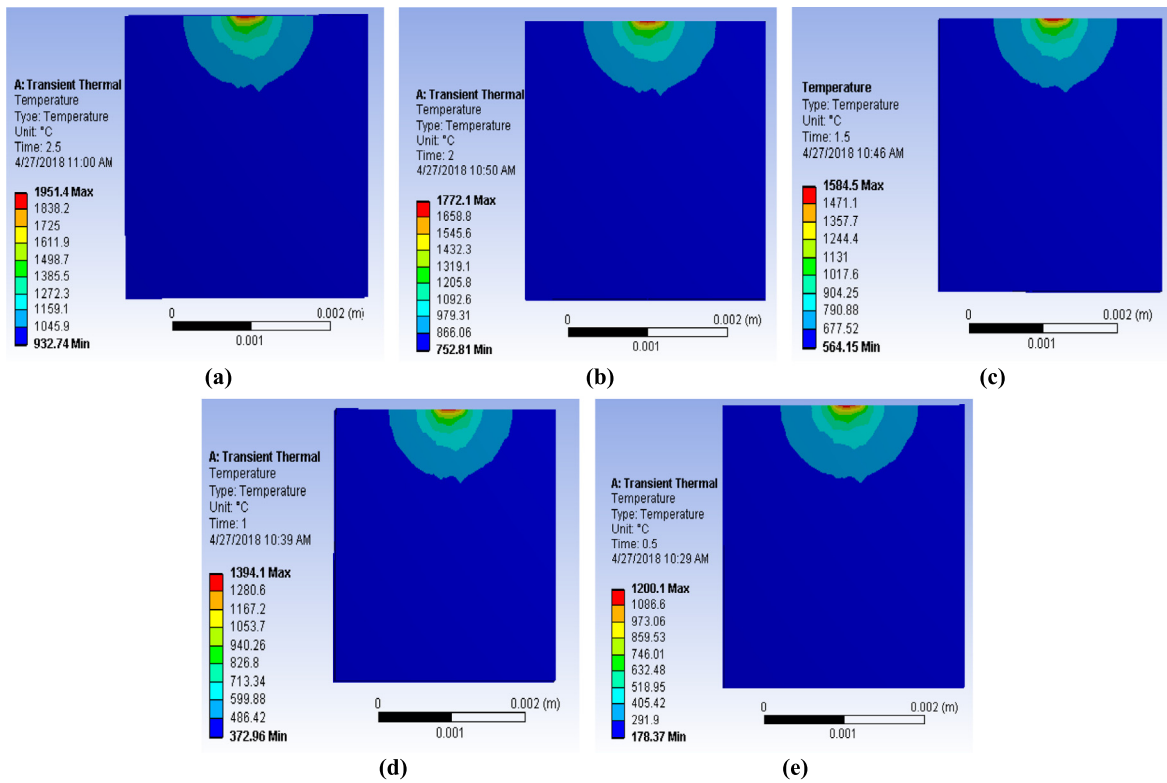 A: Transient Thermal
Temperature
Type: Temperature
Unit: °C
Time: 2.5
4/27/2018 11:00 AM
1951.4 Max
1838.2
1725
1611.9
1498.7
1385.5
1272.3
1159.1
1045.9
932.74 Min
0
0.002 (m)
0.001
(a)
A: Transient Thermal
Temperature
Type: Temperature
Unit: °C
Time: 2
4/27/2018 10:50 AM
1772.1 Max
1658.8
1545.6
1432.3
1319.1
1205.8
1092.6
979.31
866.06
752.81 Min
0
0.002 (m)
0.001
(b)
Temperature
Type: Temperature
Unit: °C
Time: 1.5
4/27/2018 10:46 AM
1584.5 Max
1471.1
1357.7
1244.4
1131
1017.6
904.25
790.88
677.52
564.15 Min
0
0.002 (m)
0.001
(c)
A: Transient Thermal
Temperature
Type: Temperature
Unit: °C
Time: 1
4/27/2018 10:39 AM
1394.1 Max
1280.6
1167.2
1053.7
940.26
826.8
713.34
599.88
486.42
372.96 Min
0
0.002 (m)
0.001
(d)
A: Transient Thermal
Temperature
Type: Temperature
Unit: °C
Time: 0.5
4/27/2018 10:29 AM
1200.1 Max
1086.6
973.06
859.53
746.01
632.48
518.95
405.42
291.9
178.37 Min
0
0.002 (m)
0.001
(e)